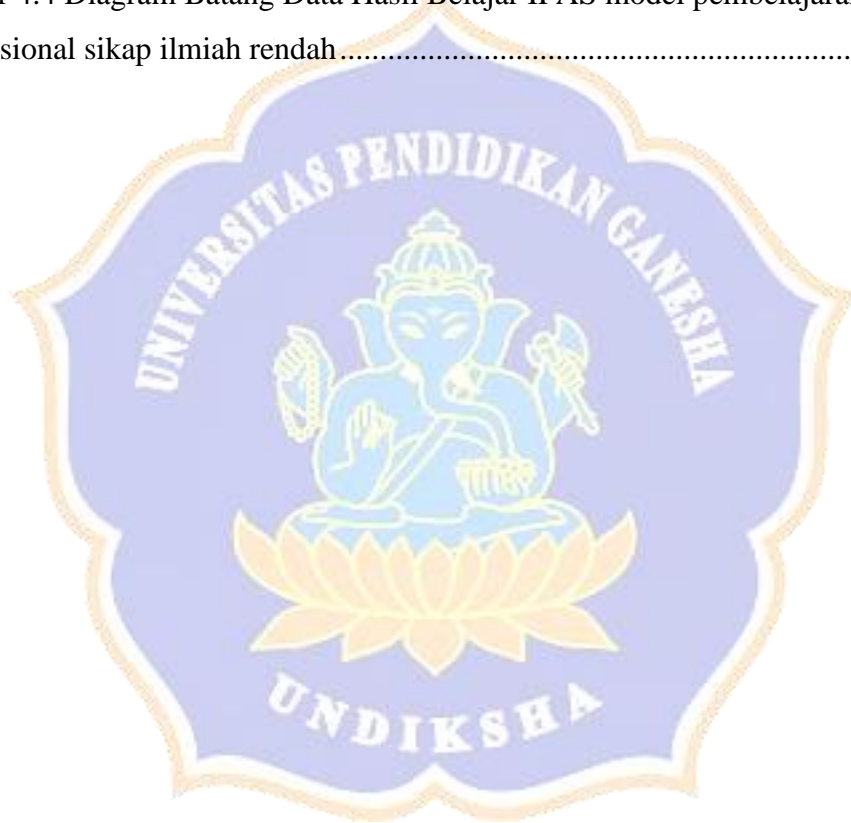 4.4 Diagram Batang Data Hasil Belajar IPAS model pembelajaran
sional sikap ilmiah rendah..............................................................
UNIVERSITAS PENDIDIKAN GANESHA
UNDIKSHA